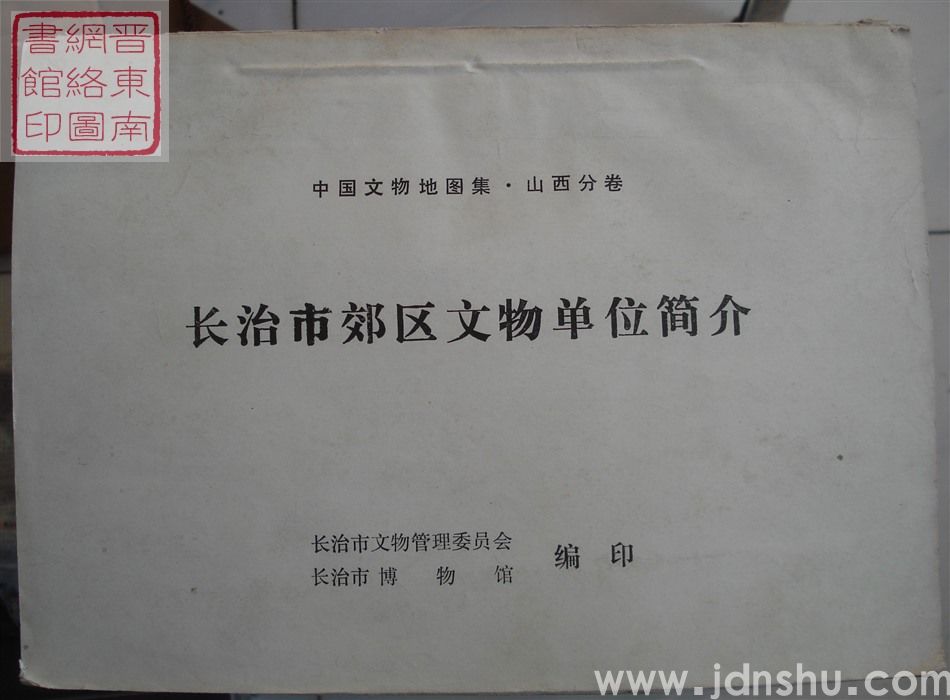 晋東南
網絡圖
書館印
中国文物地图集·山西分卷
长治市郊区文物单位简介
长治市文物管理委员会
长治市博物馆
编印
www.jdnshu.com